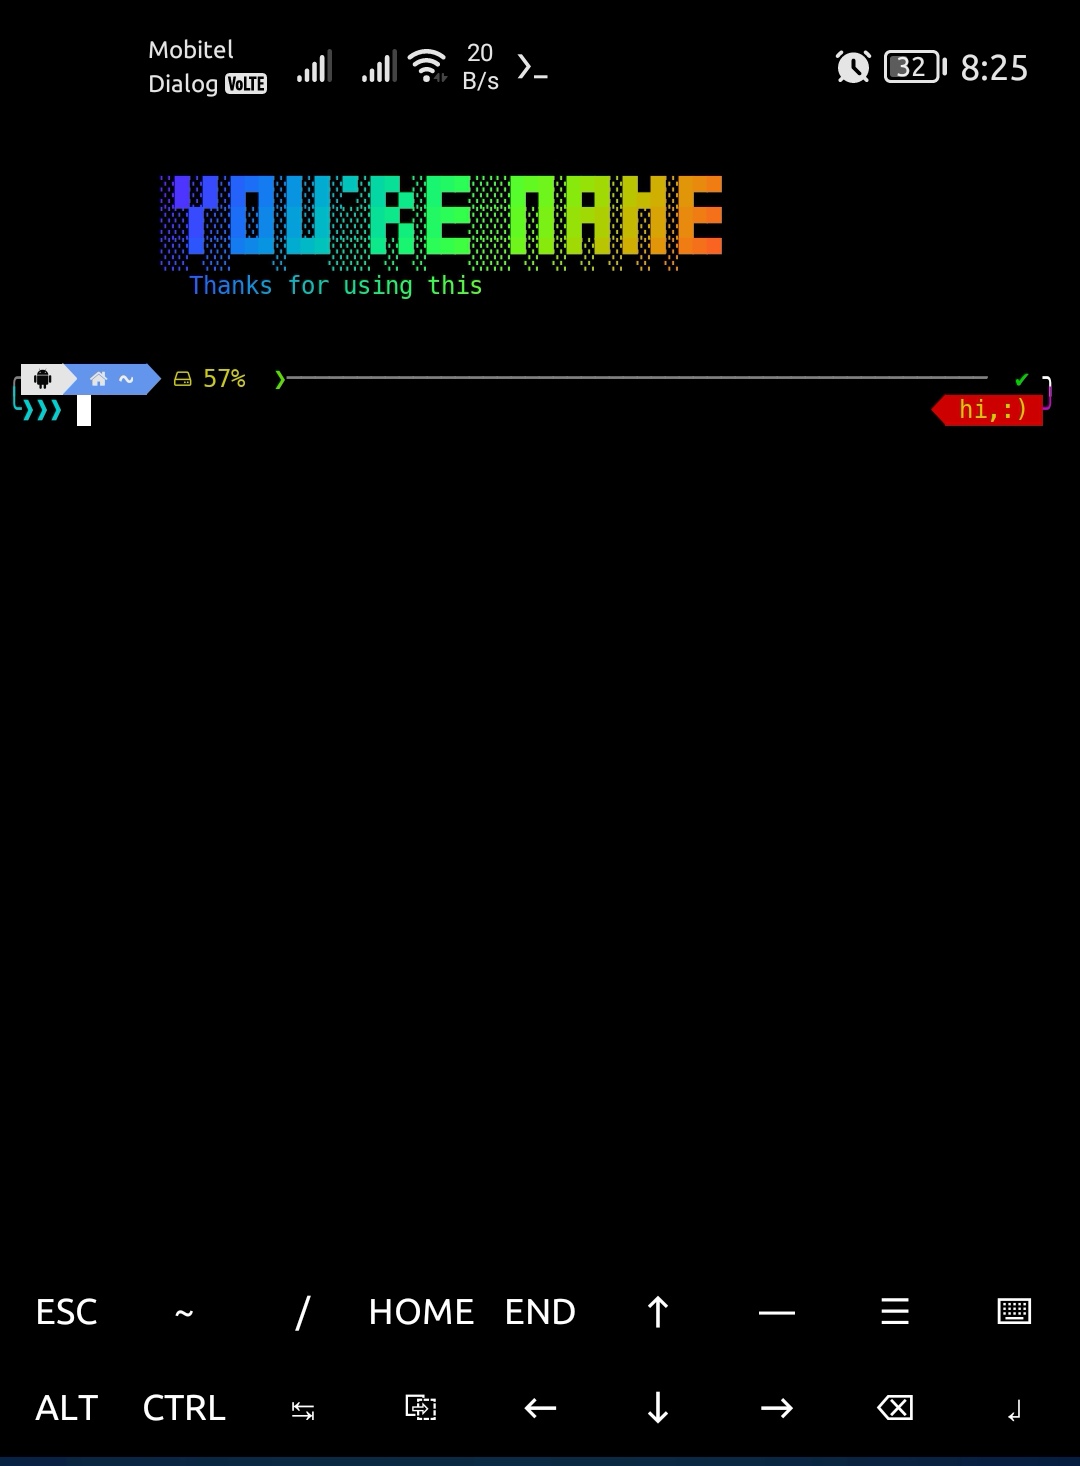 Mobitel
Dialog VoLTE
20
B/s
32
8:25
YOU'RE NAME
Thanks for using this
~ 57%
❯❯❯
hi,:)
ESC ~ / HOME END ↑ — ☰
ALT CTRL ← ↓ →